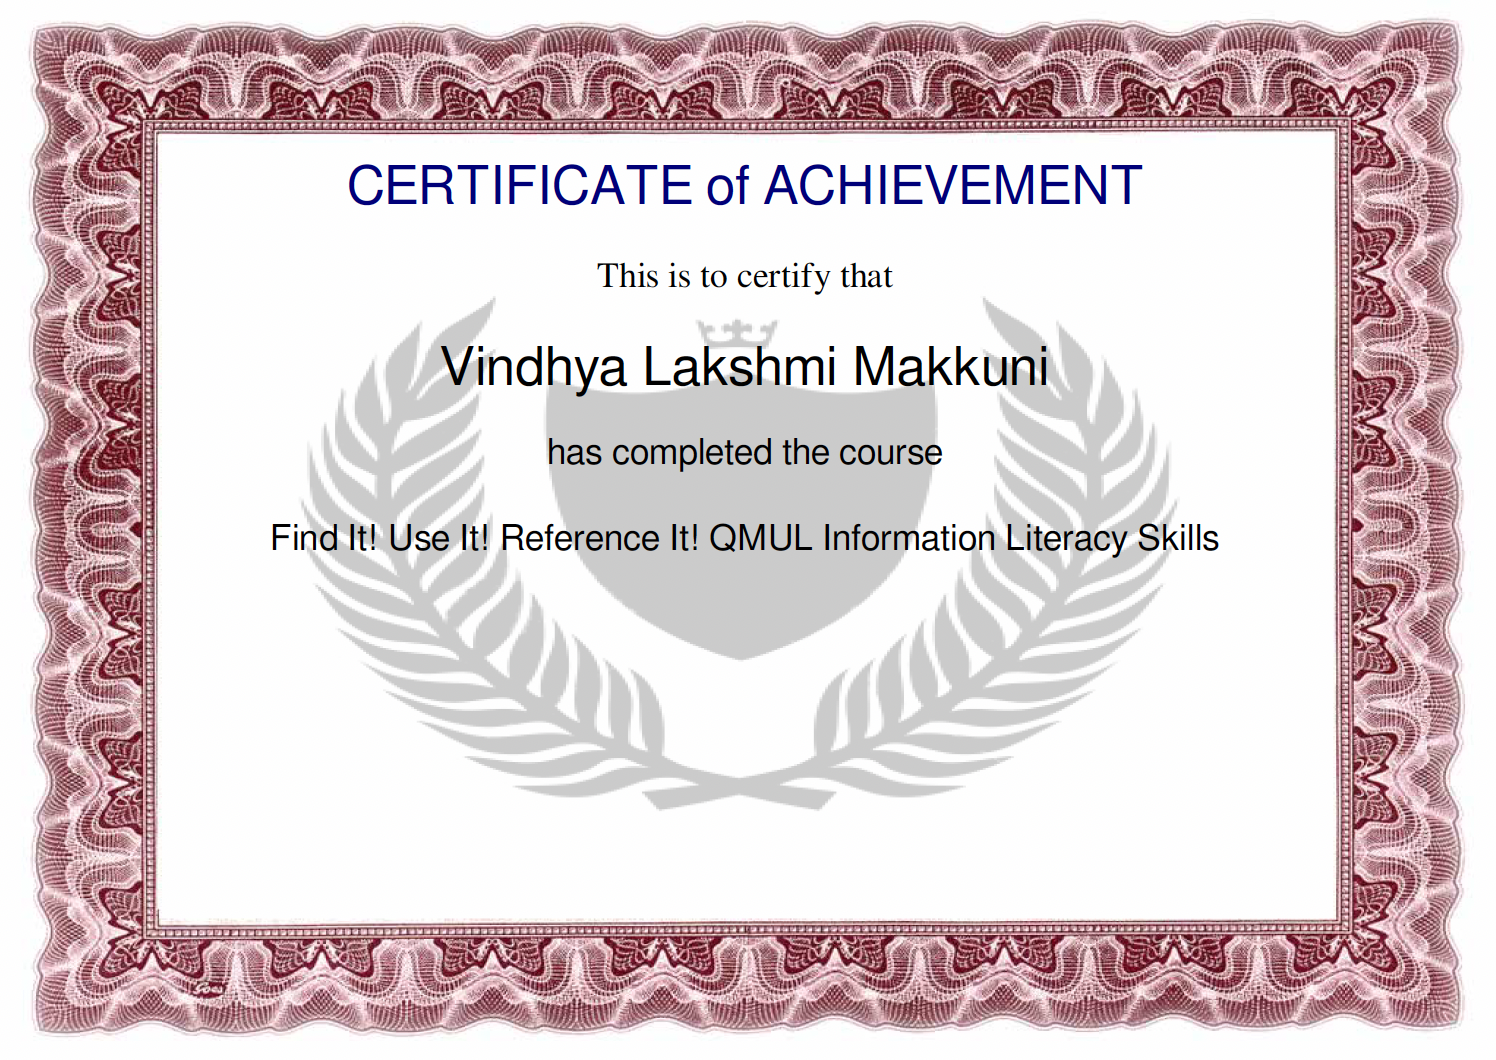 CERTIFICATE of ACHIEVEMENT
This is to certify that
Vindhya Lakshmi Makkuni
has completed the course
Find It! Use It! Reference It! QMUL Information Literacy Skills